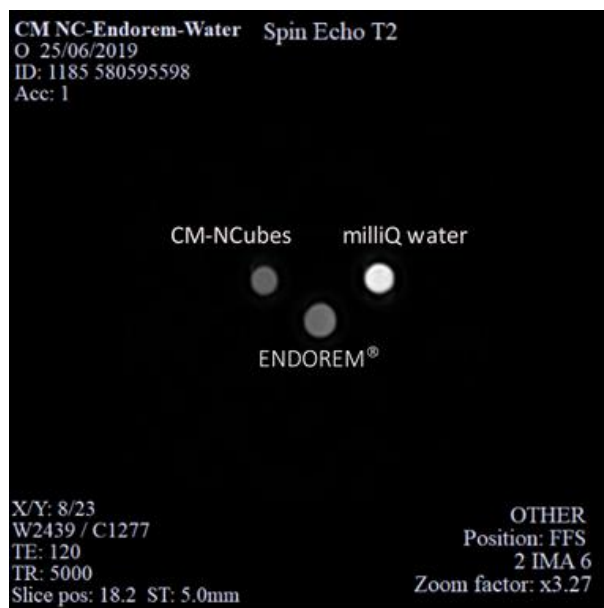 CM NC-Endorem-Water Spin Echo T2
O 25/06/2019
ID: 1185 580595598
Acc: 1
CM-NCubes milliQ water
ENDOREM®
X/Y: 8/23
W2439 / C1277
TE: 120
TR: 5000
Slice pos: 18.2 ST: 5.0mm
OTHER
Position: FFS
2 IMA 6
Zoom factor: x3.27